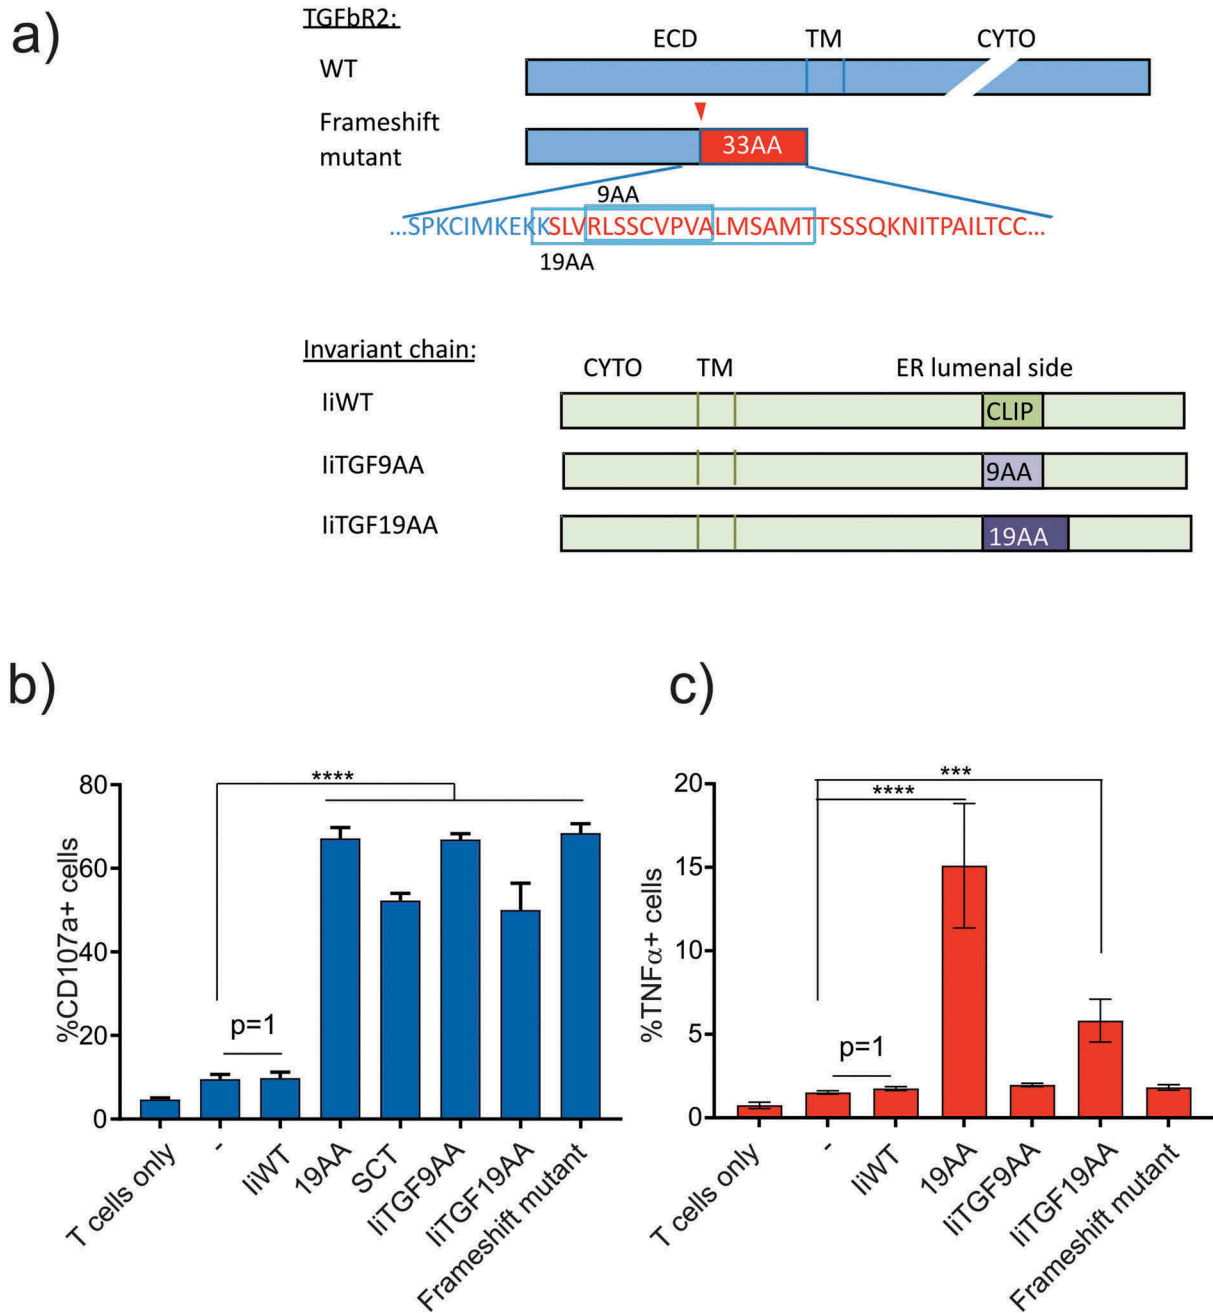 a)
TGFbR2:
ECD TM CYTO
WT
Frameshift
mutant
33AA
9AA
...SPKCIMKEKKSLVRLSSCVPVALMSAMTTSSSQKNITPAILTCC...
19AA
Invariant chain:
CYTO TM ER lumenal side
IiWT CLIP
IiTGF9AA 9AA
IiTGF19AA 19AA
b)
%CD107a+ cells
80
60
40
20
0
****
p=1
T cells only
-
IiWT
19AA
SCT
IiTGF9AA
IiTGF19AA
Frameshift mutant
c)
%TNFα+ cells
20
15
10
5
0
***
****
p=1
T cells only
-
IiWT
19AA
IiTGF9AA
IiTGF19AA
Frameshift mutant